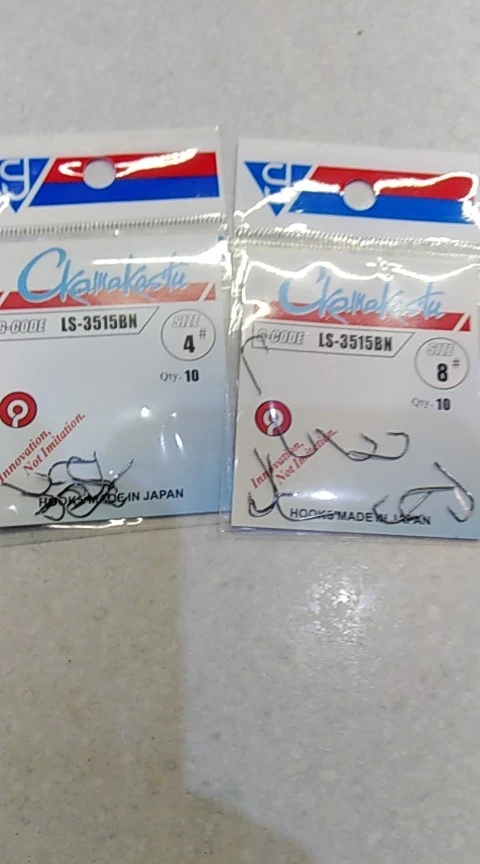 Ckamakastu
G-CODE LS-3515BN
SIZE
4#
Qty. 10
Innovation,
Not Imitation.
HOOKS MADE IN JAPAN
Ckamakastu
G-CODE LS-3515BN
SIZE
8#
Qty. 10
Innovation,
Not Imitation.
HOOKS MADE IN JAPAN